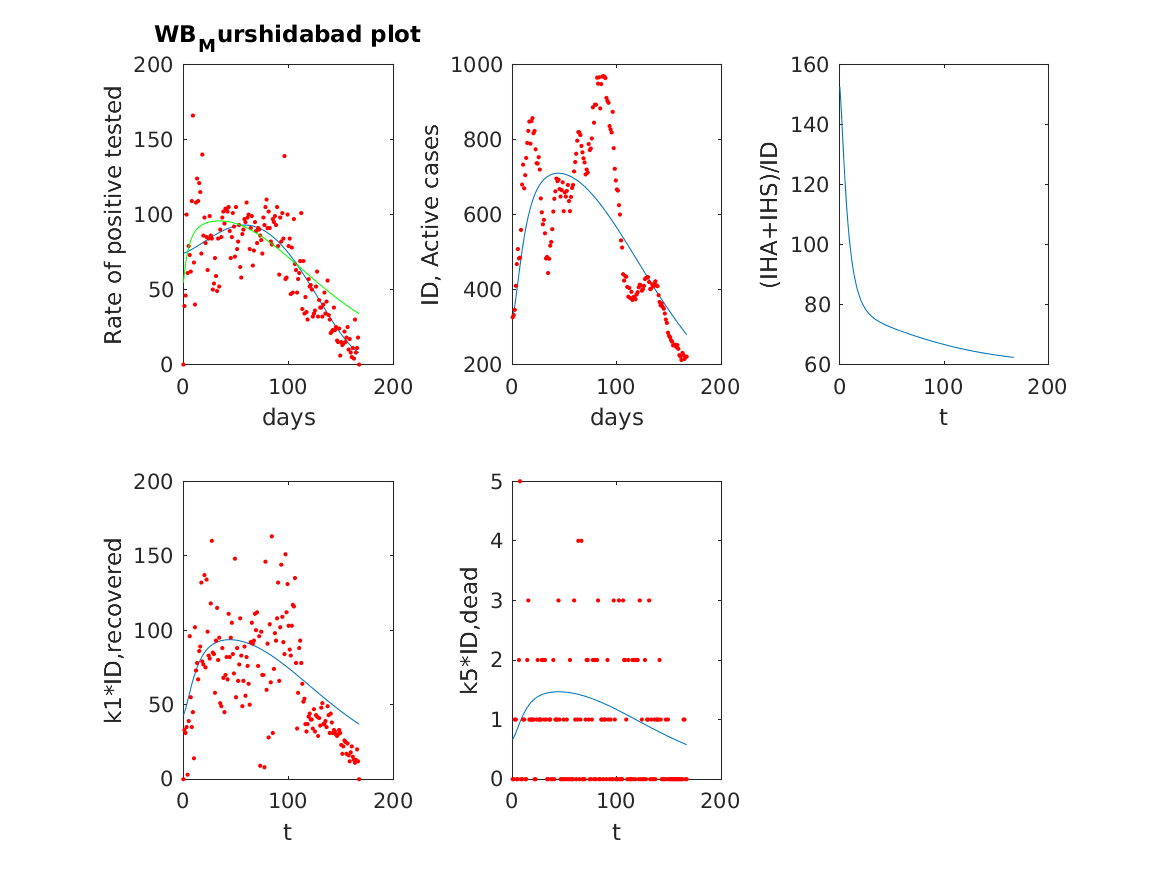 WB_Murshidabad plot
Rate of positive tested
200
150
100
50
0
0 100 200
days
ID, Active cases
1000
800
600
400
200
0 100 200
days
(IHA+IHS)/ID
160
140
120
100
80
60
0 100 200
t
k1*ID,recovered
200
150
100
50
0
0 100 200
t
k5*ID,dead
5
4
3
2
1
0
0 100 200
t